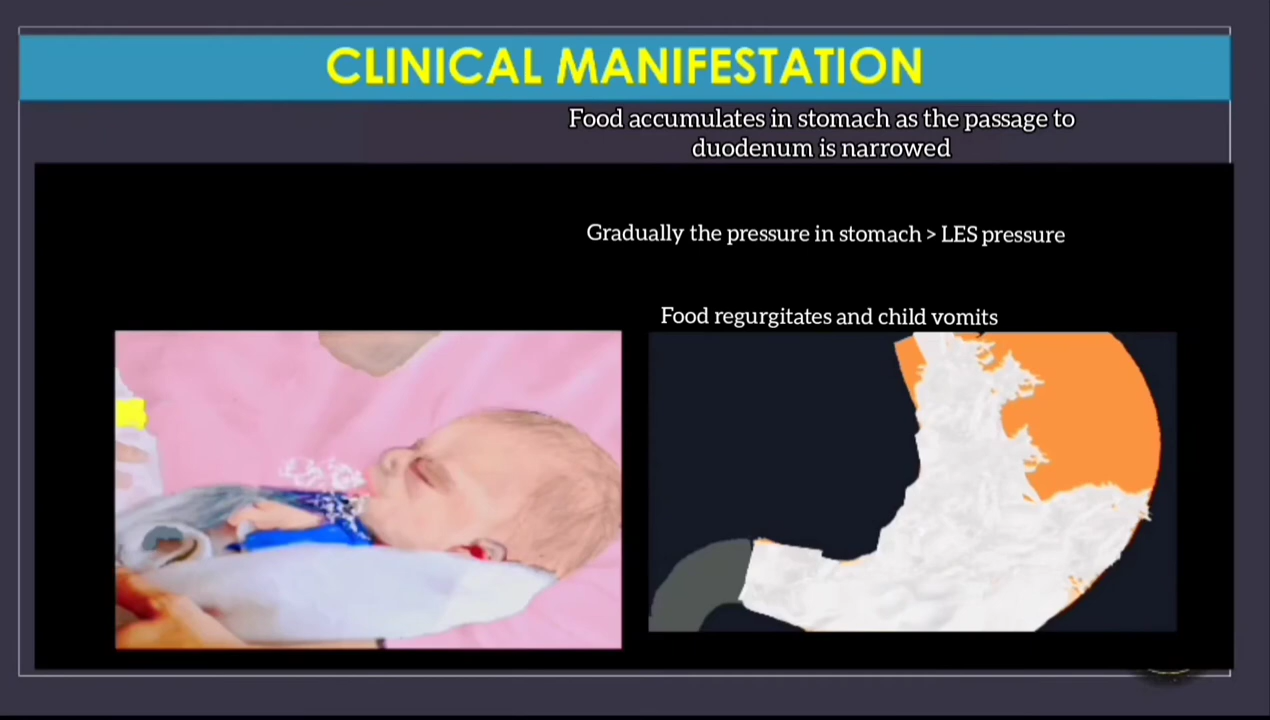 CLINICAL MANIFESTATION
Food accumulates in stomach as the passage to
duodenum is narrowed
Gradually the pressure in stomach > LES pressure
Food regurgitates and child vomits